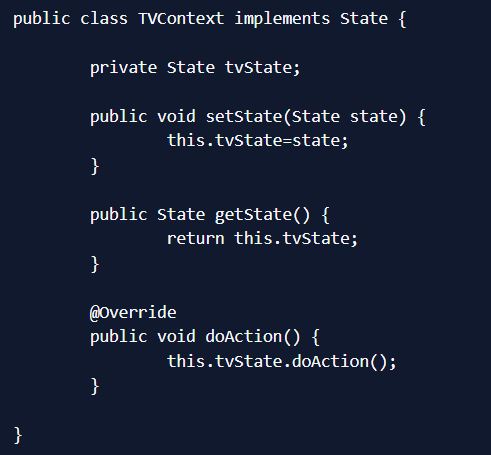 public class TVContext implements State {
private State tvState;
public void setState(State state) {
this.tvState=state;
}
public State getState() {
return this.tvState;
}
@Override
public void doAction() {
this.tvState.doAction();
}
}